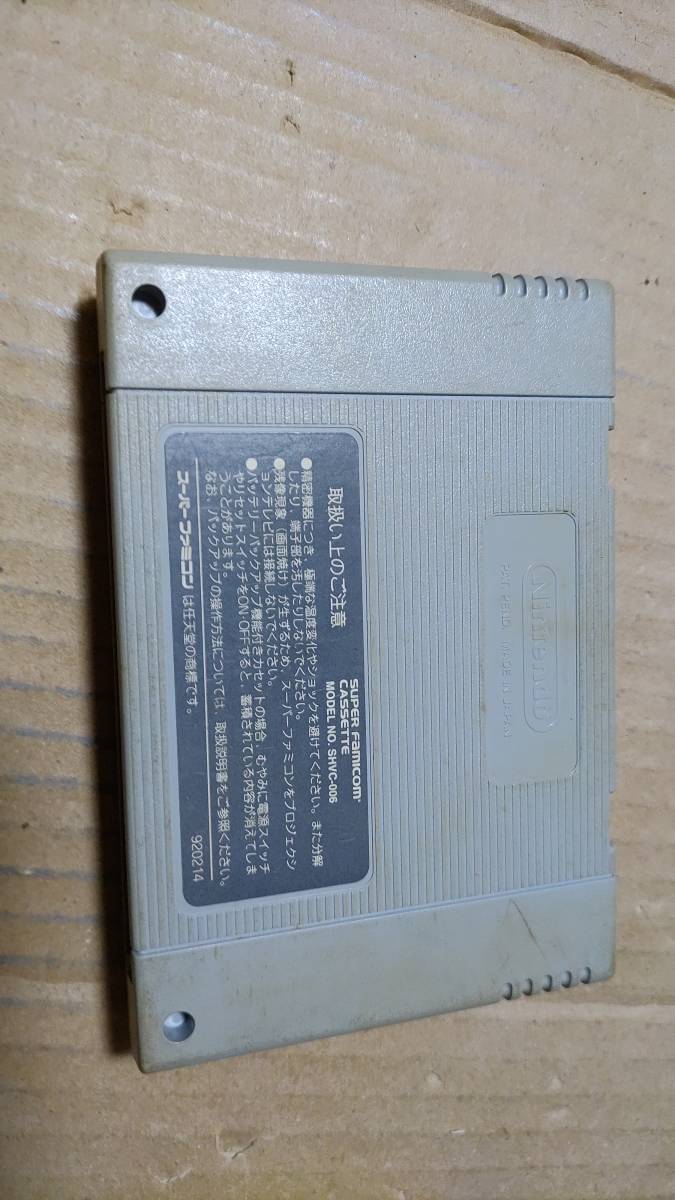 Nintendo
PAT. PEND. MADE IN JAPAN
SUPER FAMICOM
CASSETTE
MODEL NO. SHVC-006
取扱い上のご注意
●精密機器につき、極端な温度変化やショックを避けてください。また分解
したり、端子部を汚したりしないでください。
●残像現象(画面焼け)が生ずるため、スーパーファミコンをプロジェクシ
ョンテレビには接続しないでください。
●バッテリーバックアップ機能付きカセットの場合、むやみに電源スイッチ
やリセットスイッチをON・OFFすると、蓄積されている内容が消えてしま
うことがあります。
なお、バックアップの操作方法については、取扱説明書をご参照ください。
スーパーファミコン は任天堂の商標です。
920214